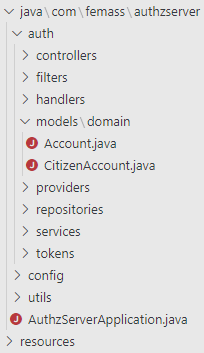 java\com\femass\authzserver
auth
controllers
filters
handlers
models\domain
Account.java
CitizenAccount.java
providers
repositories
services
tokens
config
utils
AuthzServerApplication.java
resources